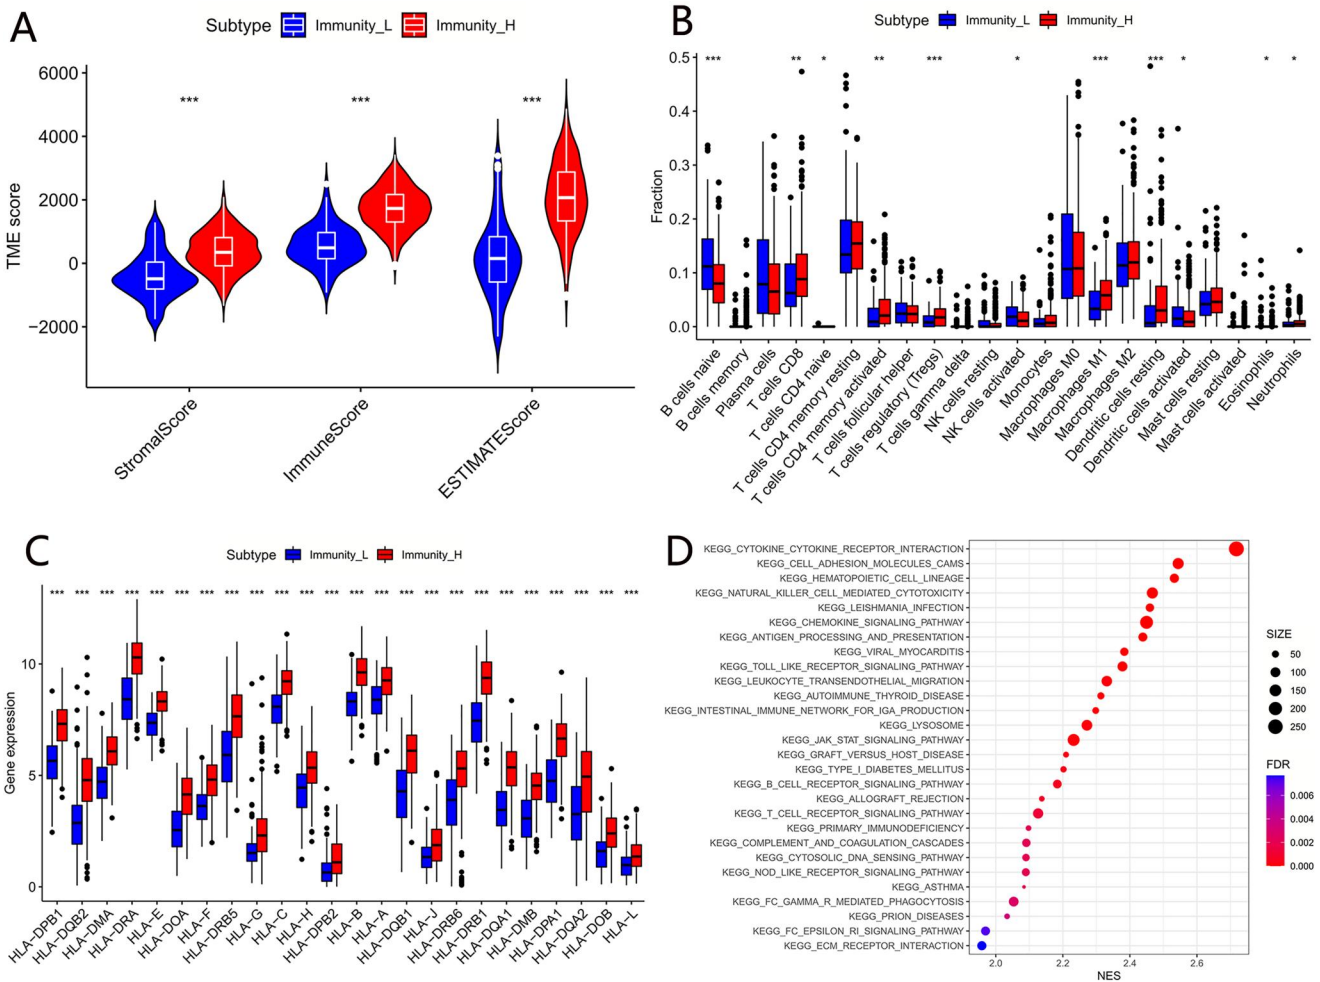 A
Subtype Immunity_L Immunity_H
6000
4000
2000
0
−2000
TME score
*** *** ***
StromalScore
ImmuneScore
ESTIMATEScore
B
Subtype Immunity_L Immunity_H
0.5
0.4
0.3
0.2
0.1
0.0
Fraction
*** ** * ** *** * *** *** * * *
B cells naive
B cells memory
Plasma cells
T cells CD8
T cells CD4 naive
T cells CD4 memory resting
T cells CD4 memory activated
T cells follicular helper
T cells regulatory (Tregs)
T cells gamma delta
NK cells resting
NK cells activated
Monocytes
Macrophages M0
Macrophages M1
Macrophages M2
Dendritic cells resting
Dendritic cells activated
Mast cells resting
Mast cells activated
Eosinophils
Neutrophils
C
Subtype Immunity_L Immunity_H
*** *** *** *** *** *** *** *** *** *** *** *** *** *** *** *** *** *** *** *** *** *** *** ***
10
5
0
Gene expression
HLA−DPB1
HLA−DQB2
HLA−DMA
HLA−DRA
HLA−E
HLA−DOA
HLA−F
HLA−DRB5
HLA−G
HLA−C
HLA−H
HLA−DPB2
HLA−B
HLA−A
HLA−DQB1
HLA−J
HLA−DRB6
HLA−DRB1
HLA−DQA1
HLA−DMB
HLA−DPA1
HLA−DQA2
HLA−DOB
HLA−L
D
KEGG_CYTOKINE_CYTOKINE_RECEPTOR_INTERACTION
KEGG_CELL_ADHESION_MOLECULES_CAMS
KEGG_HEMATOPOIETIC_CELL_LINEAGE
KEGG_NATURAL_KILLER_CELL_MEDIATED_CYTOTOXICITY
KEGG_LEISHMANIA_INFECTION
KEGG_CHEMOKINE_SIGNALING_PATHWAY
KEGG_ANTIGEN_PROCESSING_AND_PRESENTATION
KEGG_VIRAL_MYOCARDITIS
KEGG_TOLL_LIKE_RECEPTOR_SIGNALING_PATHWAY
KEGG_LEUKOCYTE_TRANSENDOTHELIAL_MIGRATION
KEGG_AUTOIMMUNE_THYROID_DISEASE
KEGG_INTESTINAL_IMMUNE_NETWORK_FOR_IGA_PRODUCTION
KEGG_LYSOSOME
KEGG_JAK_STAT_SIGNALING_PATHWAY
KEGG_GRAFT_VERSUS_HOST_DISEASE
KEGG_TYPE_I_DIABETES_MELLITUS
KEGG_B_CELL_RECEPTOR_SIGNALING_PATHWAY
KEGG_ALLOGRAFT_REJECTION
KEGG_T_CELL_RECEPTOR_SIGNALING_PATHWAY
KEGG_PRIMARY_IMMUNODEFICIENCY
KEGG_COMPLEMENT_AND_COAGULATION_CASCADES
KEGG_CYTOSOLIC_DNA_SENSING_PATHWAY
KEGG_NOD_LIKE_RECEPTOR_SIGNALING_PATHWAY
KEGG_ASTHMA
KEGG_FC_GAMMA_R_MEDIATED_PHAGOCYTOSIS
KEGG_PRION_DISEASES
KEGG_FC_EPSILON_RI_SIGNALING_PATHWAY
KEGG_ECM_RECEPTOR_INTERACTION
2.0 2.2 2.4 2.6
NES
SIZE
50
100
150
200
250
FDR
0.006
0.004
0.002
0.000